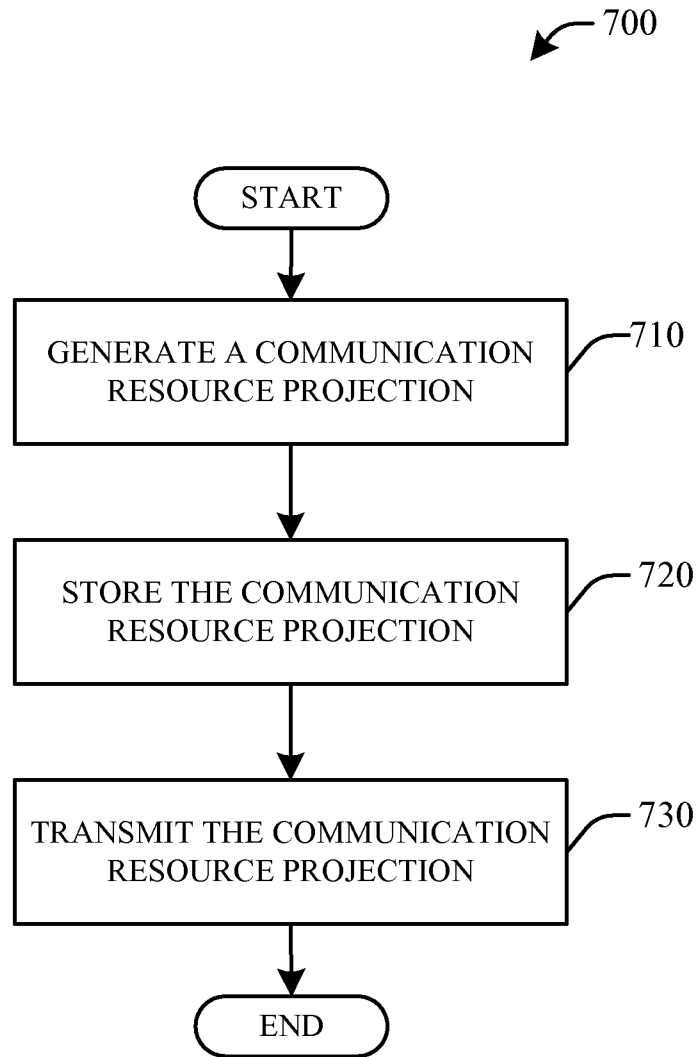 700
START
GENERATE A COMMUNICATION
RESOURCE PROJECTION
710
STORE THE COMMUNICATION
RESOURCE PROJECTION
720
TRANSMIT THE COMMUNICATION
RESOURCE PROJECTION
730
END